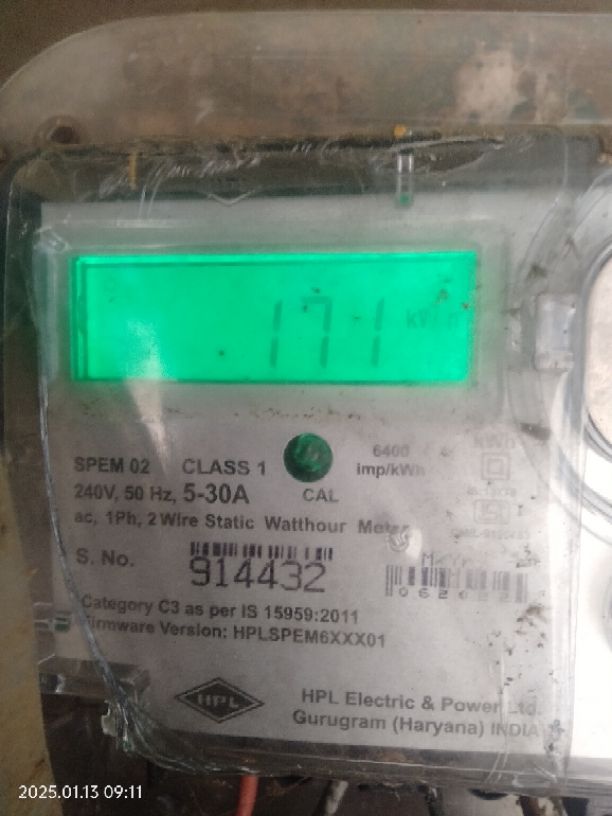 171
SPEM 02 CLASS 1
6400
imp/kWh
240V, 50 Hz, 5-30A
CAL
ac, 1Ph, 2 Wire Static Watthour Meter
S. No.
914432
Category C3 as per IS 15959:2011
Firmware Version: HPLSPEM6XXX01
HPL
HPL Electric & Power Ltd.
Gurugram (Haryana) INDIA
2025.01.13 09:11